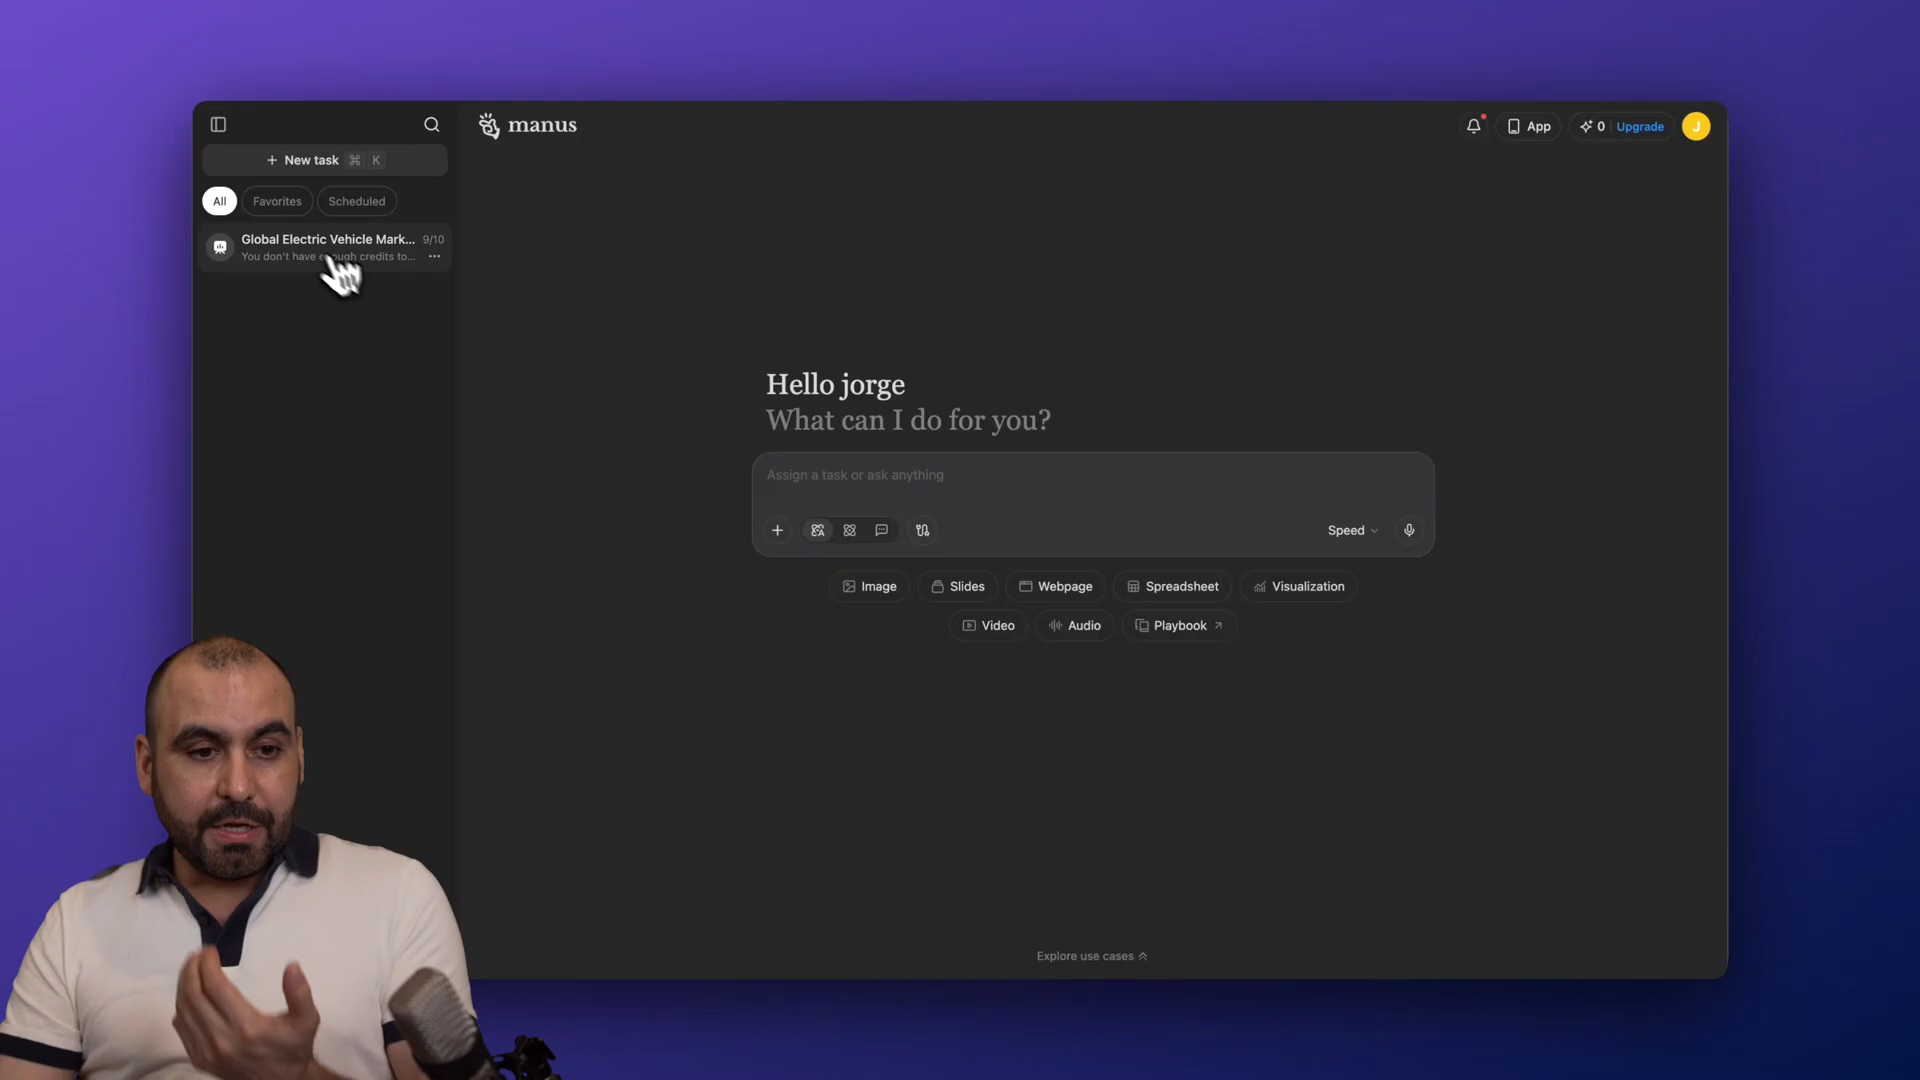 manus
App
0 Upgrade
J
+ New task ⌘ K
All Favorites Scheduled
Global Electric Vehicle Mark... 9/10
You don't have enough credits to...
Hello jorge
What can I do for you?
Assign a task or ask anything
Speed
Image Slides Webpage Spreadsheet Visualization
Video Audio Playbook
Explore use cases